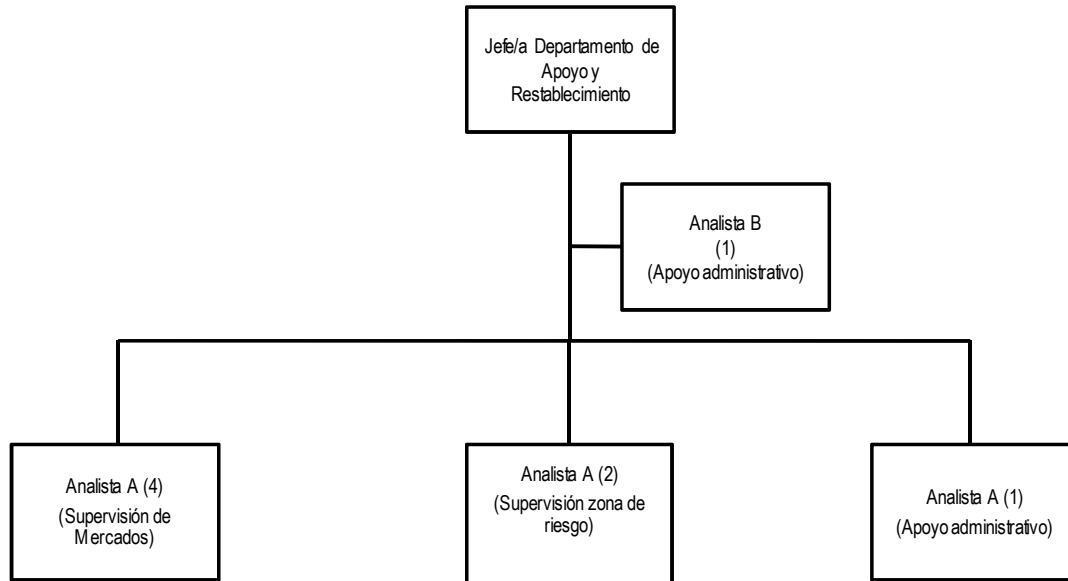 Jefe/a Departamento de
Apoyo y
Restablecimiento
Analista B
(1)
(Apoyo administrativo)
Analista A (4)
(Supervisión de
Mercados)
Analista A (2)
(Supervisión zona de
riesgo)
Analista A (1)
(Apoyo administrativo)